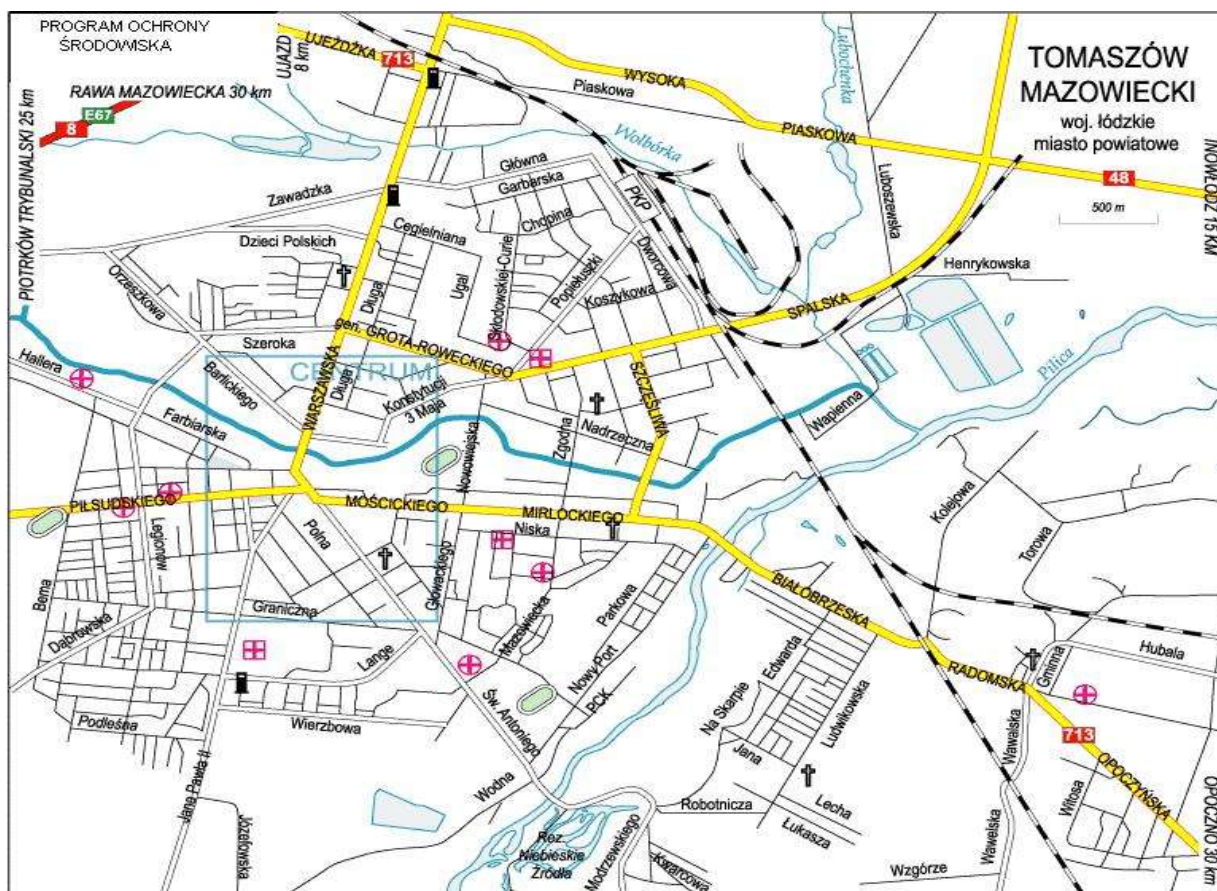 PROGRAM OCHRONY
ŚRODOWISKA
RAWA MAZOWIECKA 30 km
E67
8
PIOTRKÓW TRYBUNALSKI 25 km
UJAZD
8 km
UJEŹDŹKA
713
WYSOKA
Piaskowa
PIASKOWA
Lubochenka
Wolbórka
TOMASZÓW
MAZOWIECKI
woj. łódzkie
miasto powiatowe
48
500 m
INOWŁÓDZ 15 KM
Luboszewska
Henrykowska
Główna
Garbarska
Zawadzka
PKP
Chopina
Cegielniana
Dzieci Polskich
Orzeszkowa
Długa
Ugal
Skłodowskiej-Curie
Popiełuszki
Dworcowa
Koszykowa
SPALSKA
Pilica
Szeroka
gen. GROTA-ROWECKIEGO
CENTRUM
WARSZAWSKA
Długa
Konstytucji
3 Maja
SZCZĘŚLIWA
Hallera
Barlickiego
Farbiarska
Nadrzeczna
Zgodna
Wapienna
Nowowiejska
PIŁSUDSKIEGO
MOŚCICKIEGO
MIRLOCKIEGO
Niska
Legionów
Polna
Głowackiego
Kolejowa
Torowa
BIAŁOBRZESKA
Bema
Graniczna
Mazowiecka
Parkowa
Dąbrowska
Lange
Nowy Port
PCK
Edwarda
Na Skarpie
Ludwikowska
RADOMSKA
Gminna
Hubala
Podleśna
Wierzbowa
Św. Antoniego
Jana
Wawalska
713
OPOCZYŃSKA
Jana Pawła II
Józefowska
Wodna
Robotnicza
Lecha
Łukasza
Witosa
Rez.
Niebieskie
Źródła
Modrzewskiego
Kwarcowa
Wzgórze
Wawelska
OPOCZNO 30 km